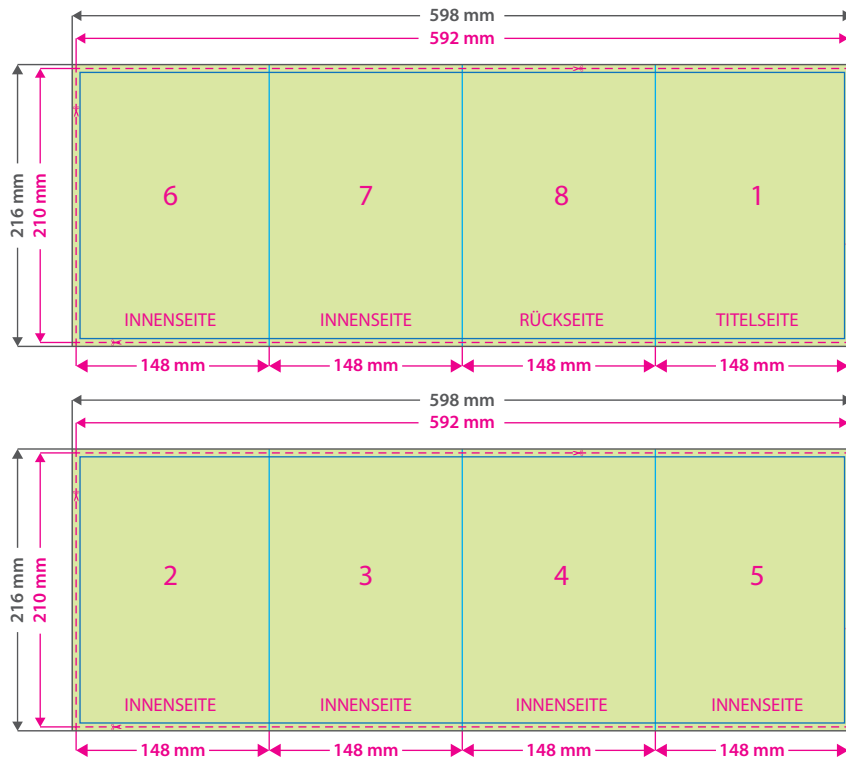 598 mm
592 mm
216 mm
210 mm
6
7
8
1
INNENSEITE
INNENSEITE
RÜCKSEITE
TITELSEITE
148 mm
148 mm
148 mm
148 mm
598 mm
592 mm
216 mm
210 mm
2
3
4
5
INNENSEITE
INNENSEITE
INNENSEITE
INNENSEITE
148 mm
148 mm
148 mm
148 mm